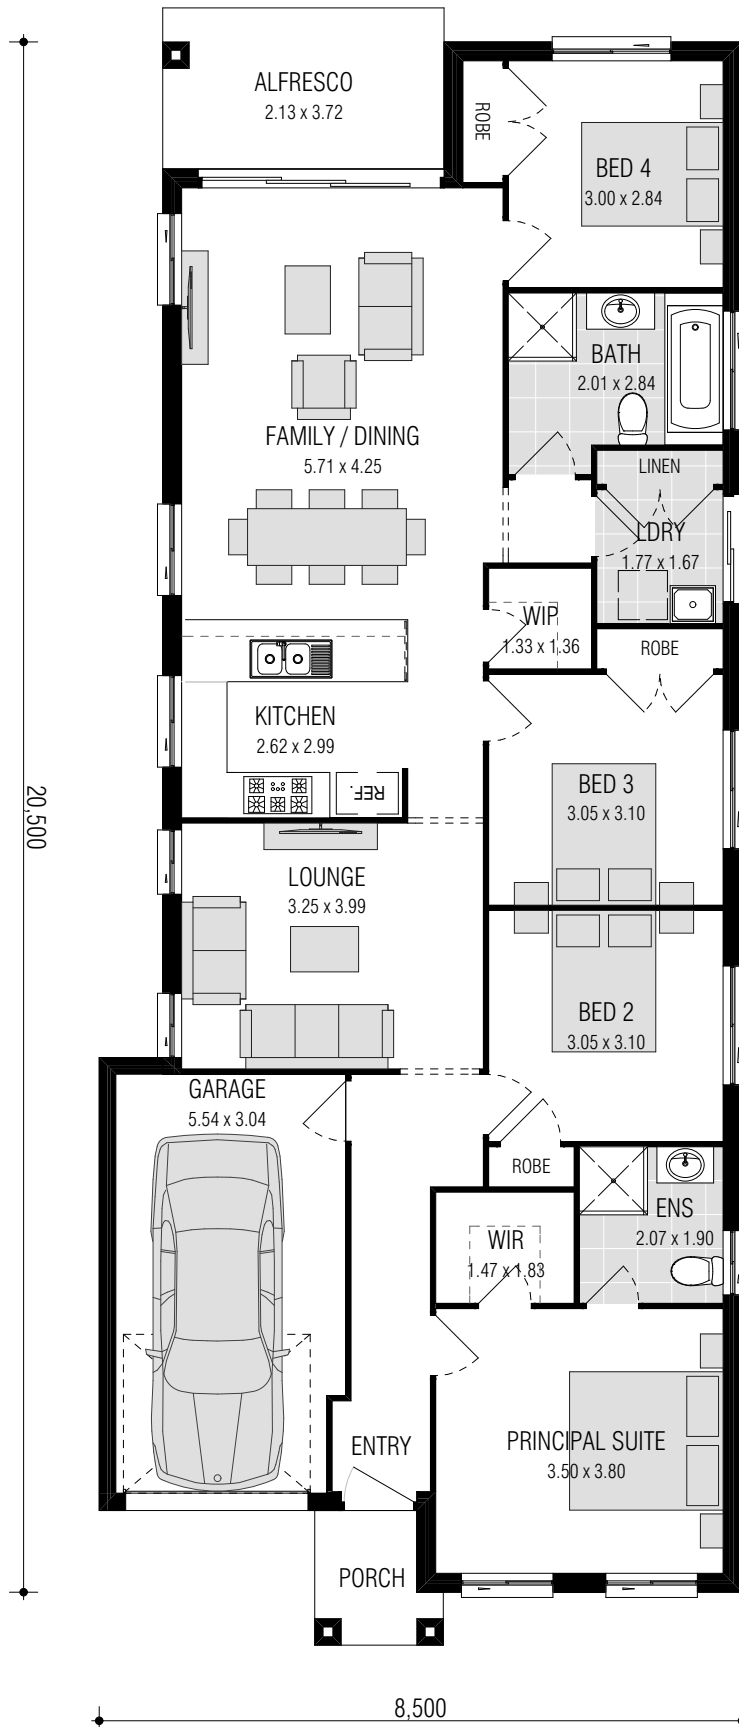 ALFRESCO
2.13 x 3.72
ROBE
BED 4
3.00 x 2.84
BATH
2.01 x 2.84
FAMILY / DINING
5.71 x 4.25
LINEN
LDRY
1.77 x 1.67
WIP
1.33 x 1.36
ROBE
KITCHEN
2.62 x 2.99
REF.
BED 3
3.05 x 3.10
20,500
LOUNGE
3.25 x 3.99
BED 2
3.05 x 3.10
GARAGE
5.54 x 3.04
ROBE
ENS
2.07 x 1.90
WIR
1.47 x 1.83
ENTRY
PRINCIPAL SUITE
3.50 x 3.80
PORCH
8,500